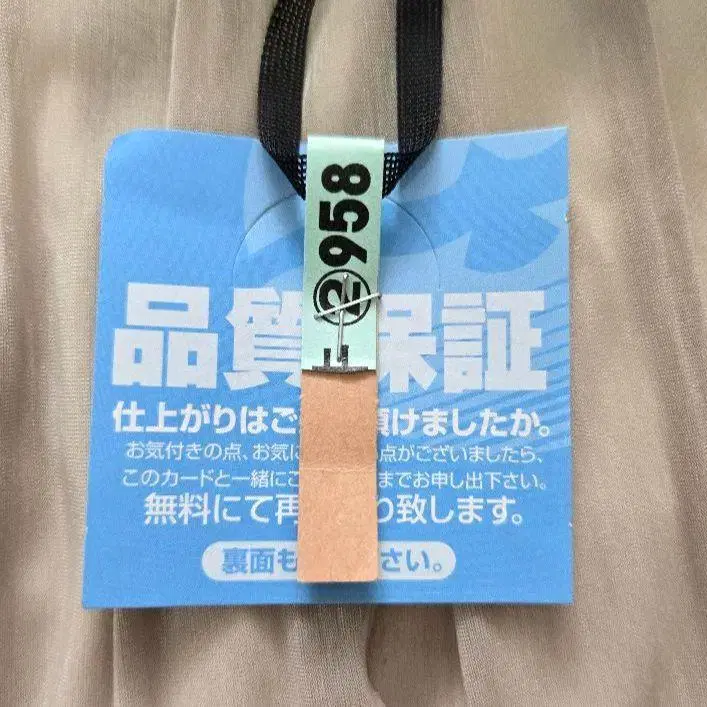 ②958
品質保証
仕上がりはご 頂けましたか。
お気付きの点、お気に 点がございましたら、
このカードと一緒にご までお申し出下さい。
無料にて再 り致します。
裏面も さい。